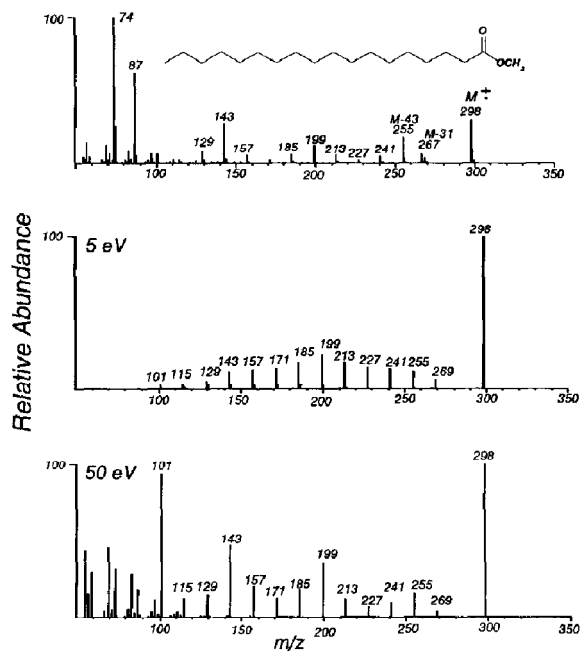 100
74
O
OCH3
87
143
129
157
185
199
213
227
241
M-43
255
M-31
267
M+·
298
50 100 150 200 250 300 350
Relative Abundance
100
5 eV
296
101 115 129 143 157 171 185 199 213 227 241 255 269
100 150 200 250 300 350
100
50 eV
101
298
115 129 143 157 171 185 199 213 227 241 255 269
50 100 150 200 250 300 350
m/z